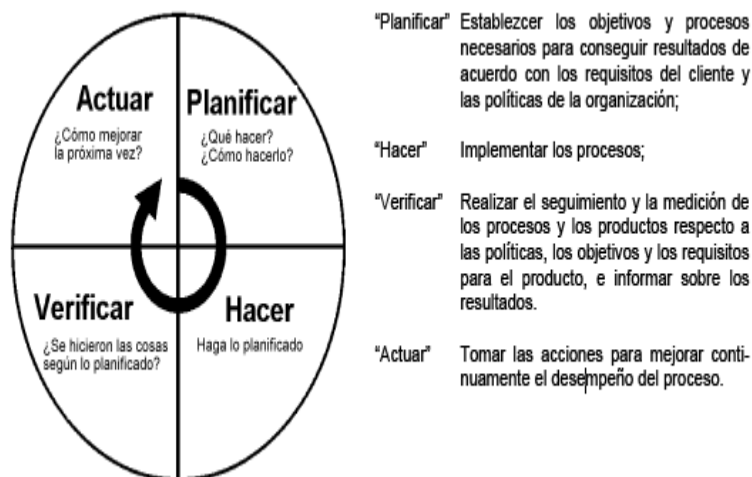 Actuar
¿Cómo mejorar
la próxima vez?
Planificar
¿Qué hacer?
¿Cómo hacerlo?
Verificar
¿Se hicieron las cosas
según lo planificado?
Hacer
Haga lo planificado
“Planificar” Establezcer los objetivos y procesos
necesarios para conseguir resultados de
acuerdo con los requisitos del cliente y
las políticas de la organización;
“Hacer” Implementar los procesos;
“Verificar” Realizar el seguimiento y la medición de
los procesos y los productos respecto a
las políticas, los objetivos y los requisitos
para el producto, e informar sobre los
resultados.
“Actuar” Tomar las acciones para mejorar conti-
nuamente el desempeño del proceso.